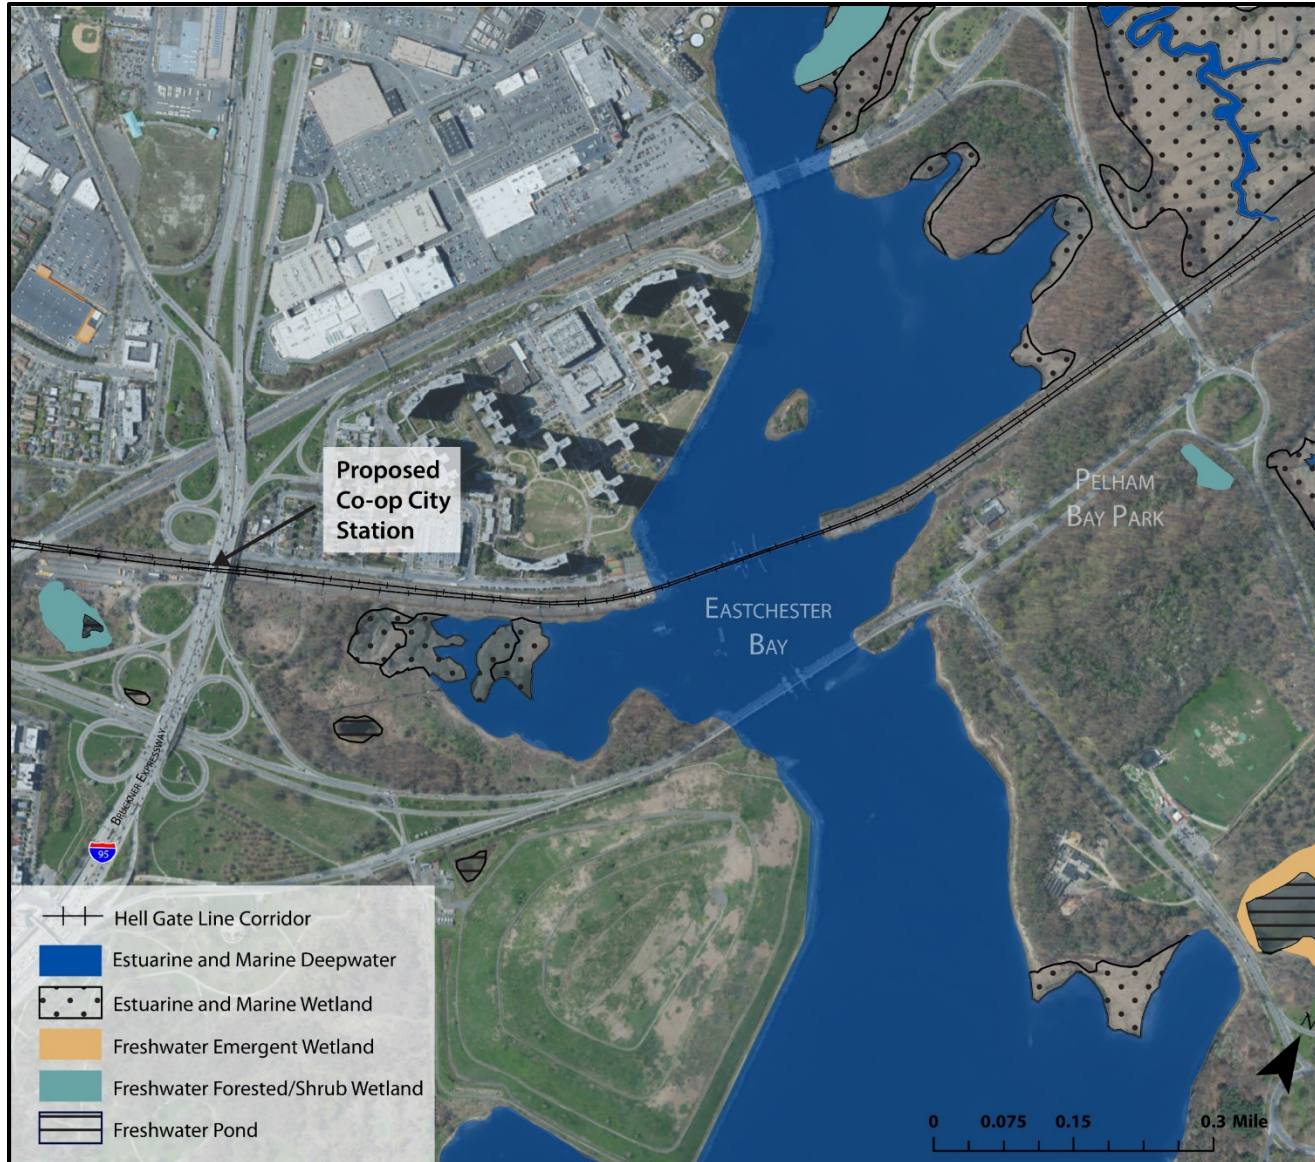 Proposed
Co-op City
Station
PELHAM
BAY PARK
EASTCHESTER
BAY
BRUCKNER EXPRESSWAY
95
Hell Gate Line Corridor
Estuarine and Marine Deepwater
Estuarine and Marine Wetland
Freshwater Emergent Wetland
Freshwater Forested/Shrub Wetland
Freshwater Pond
N
0 0.075 0.15 0.3 Mile